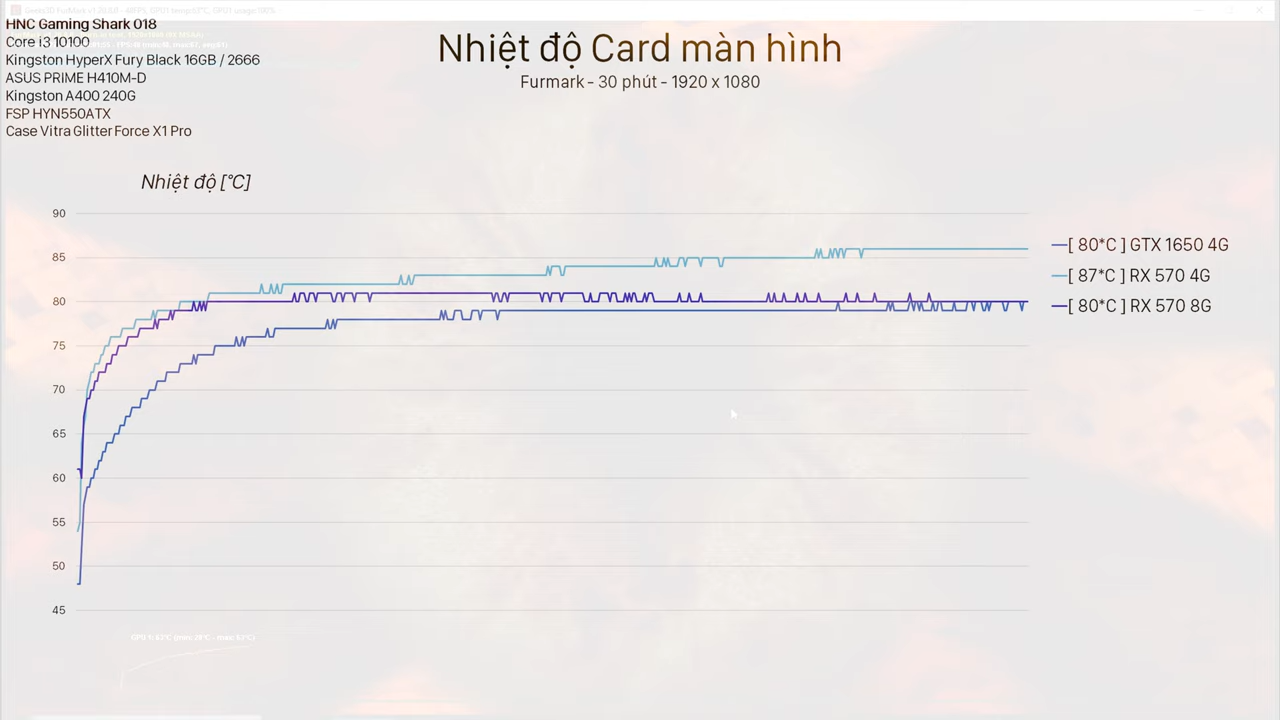 HNC Gaming Shark 018
Core i3 10100
Kingston HyperX Fury Black 16GB / 2666
ASUS PRIME H410M-D
Kingston A400 240G
FSP HYN550ATX
Case Vitra Glitter Force X1 Pro
Nhiệt độ Card màn hình
Furmark - 30 phút - 1920 x 1080
Nhiệt độ [°C]
90
85
80
75
70
65
60
55
50
45
[ 80*C ] GTX 1650 4G
[ 87*C ] RX 570 4G
[ 80*C ] RX 570 8G